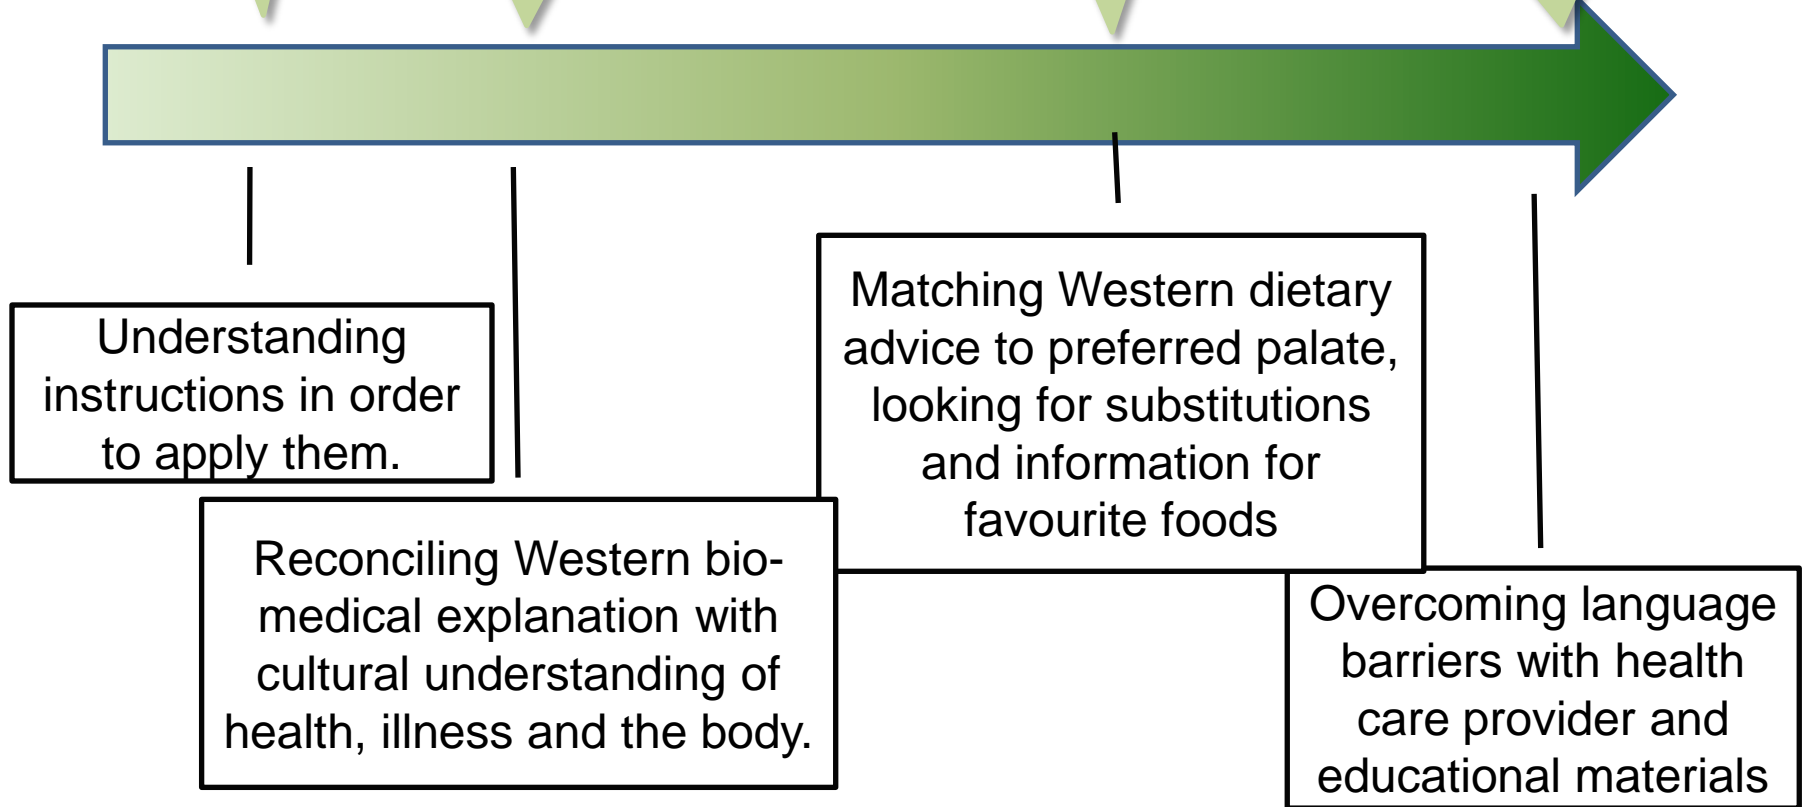 Understanding
instructions in order
to apply them.
Reconciling Western bio-
medical explanation with
cultural understanding of
health, illness and the body.
Matching Western dietary
advice to preferred palate,
looking for substitutions
and information for
favourite foods
Overcoming language
barriers with health
care provider and
educational materials